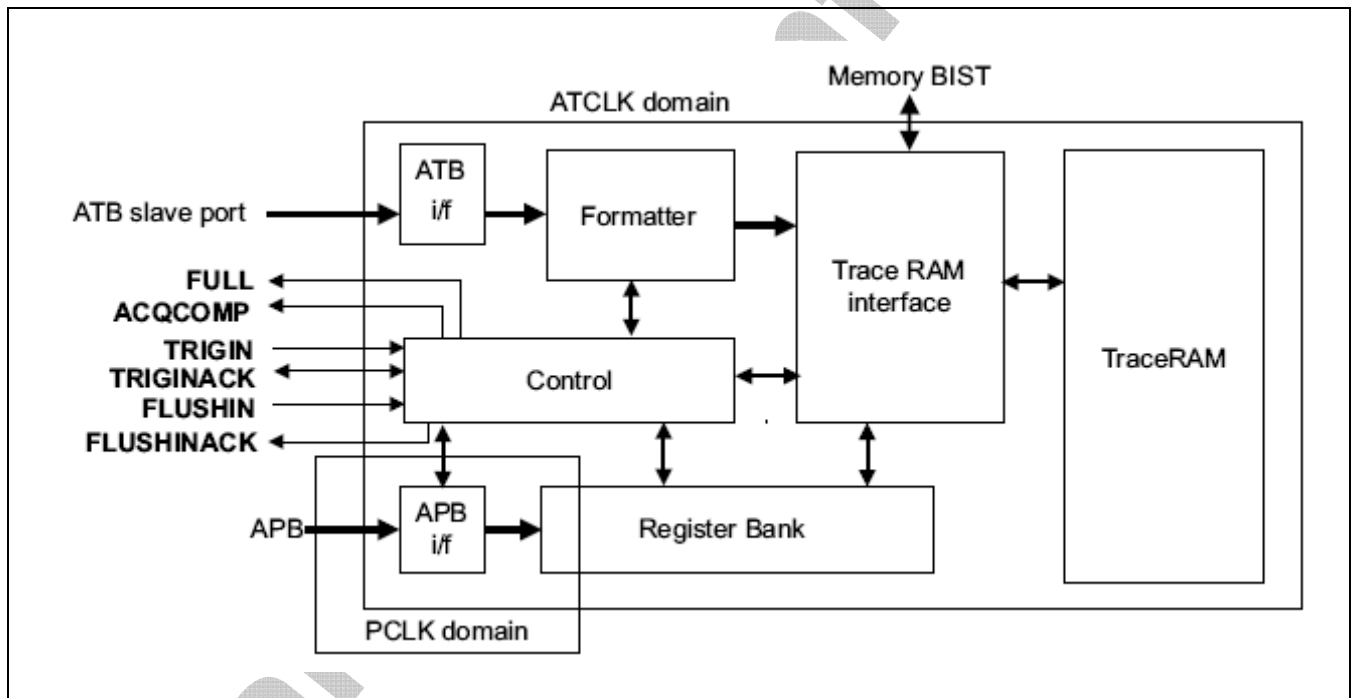 Memory BIST
ATCLK domain
ATB
i/f
ATB slave port
Formatter
Trace RAM
interface
TraceRAM
FULL
ACQCOMP
TRIGIN
TRIGINACK
FLUSHIN
FLUSHINACK
Control
APB
APB
i/f
Register Bank
PCLK domain